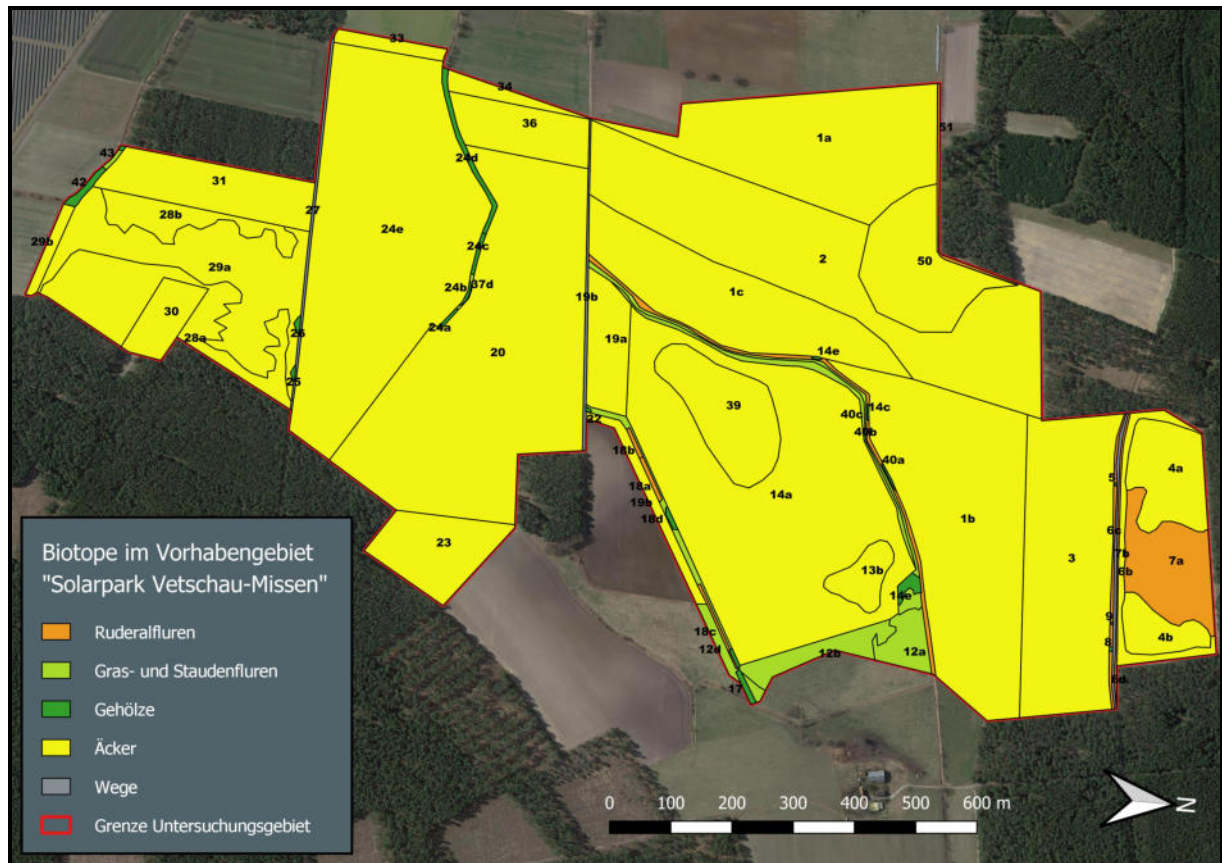 33
34
36
1a
51
43
24d
42
31
28b
27
24e
50
2
29b
24c
29a
37d
24b
19b
1c
30
24a
26
19a
28a
20
14e
25
39
40c
14c
22
40b
18b
40a
4a
5
18a
14a
19b
18d
1b
3
6c
7b
7a
6b
23
13b
14e
9
18c
4b
8
12d
12b
12a
17
Biotope im Vorhabengebiet
"Solarpark Vetschau-Missen"
Ruderalfluren
Gras- und Staudenfluren
Gehölze
Äcker
Wege
Grenze Untersuchungsgebiet
0 100 200 300 400 500 600 m
N